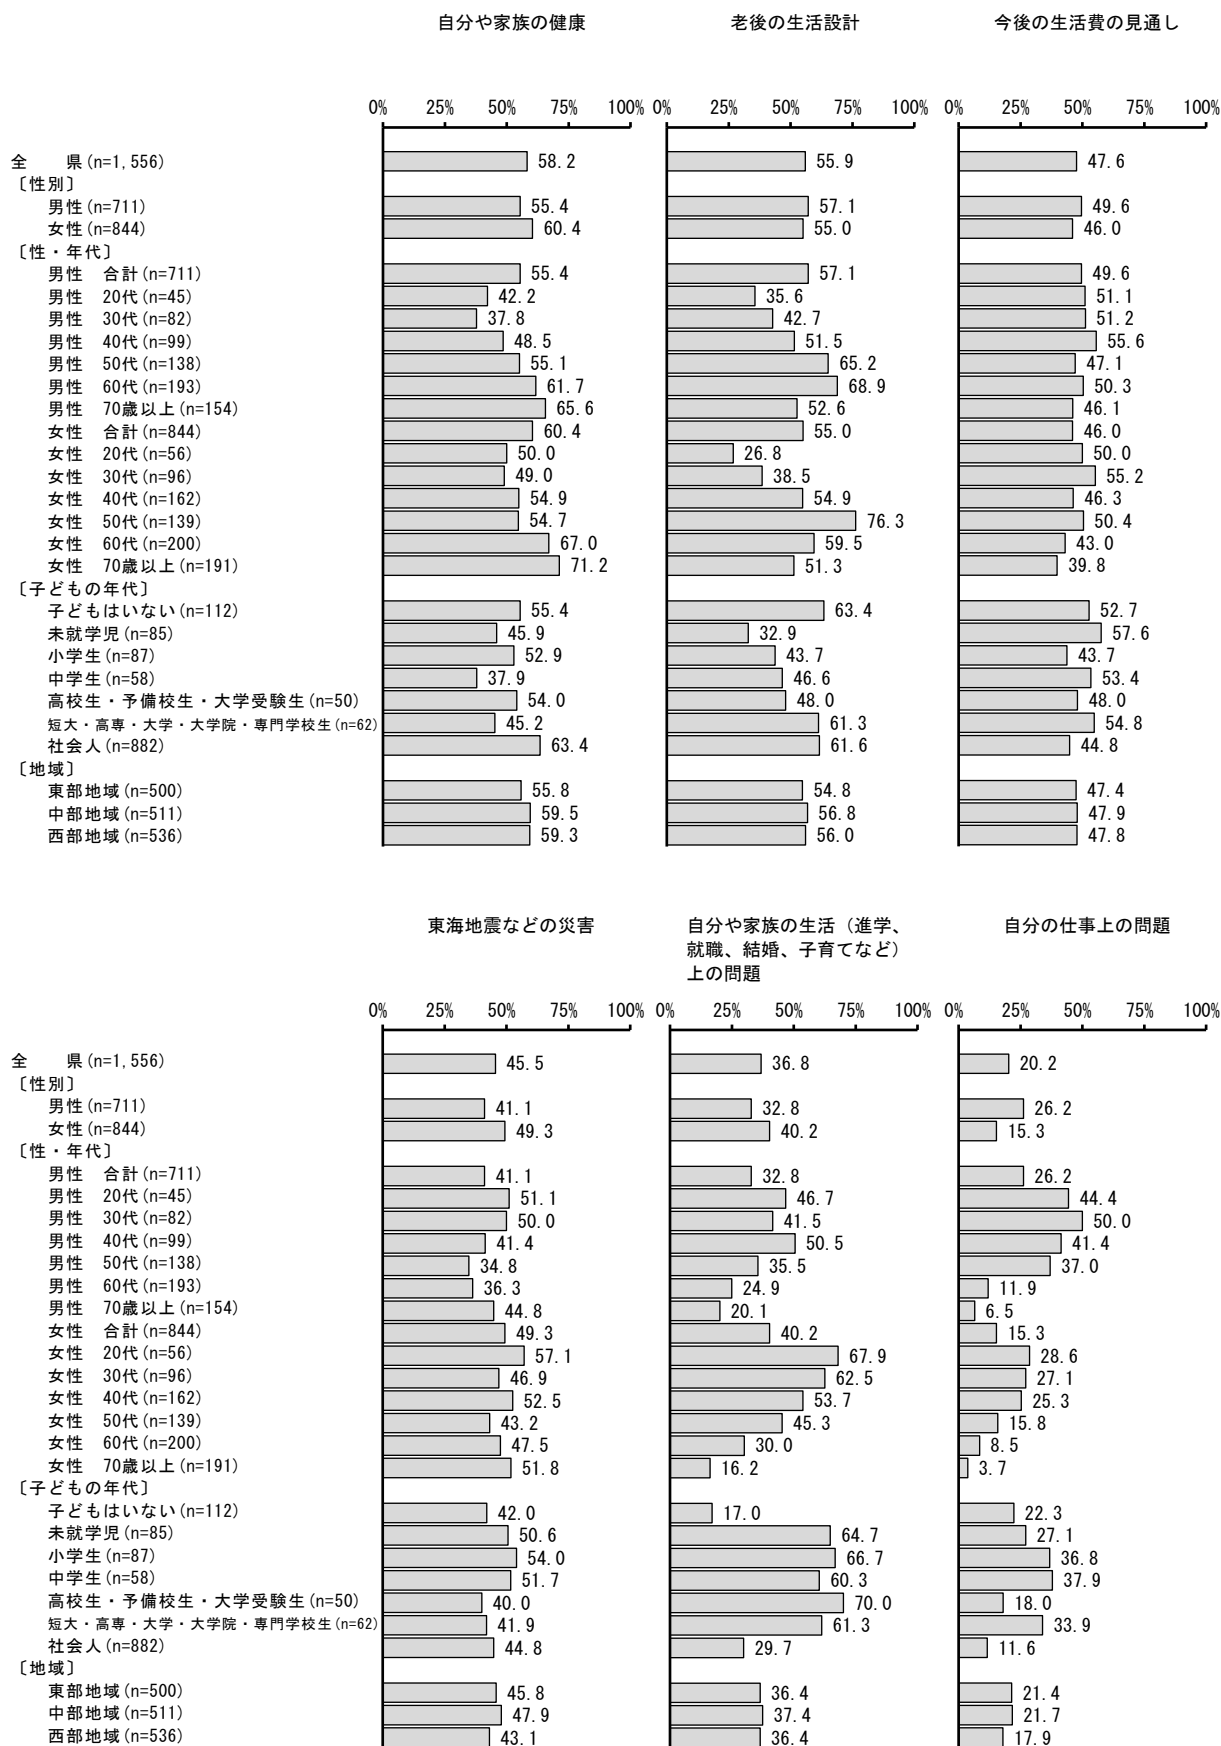 自分や家族の健康 老後の生活設計 今後の生活費の見通し
0% 25% 50% 75% 100% 0% 25% 50% 75% 100% 0% 25% 50% 75% 100%
全　　県(n=1,556) 58.2 55.9 47.6
〔性別〕
男性(n=711) 55.4 57.1 49.6
女性(n=844) 60.4 55.0 46.0
〔性・年代〕
男性　合計(n=711) 55.4 57.1 49.6
男性　20代(n=45) 42.2 35.6 51.1
男性　30代(n=82) 37.8 42.7 51.2
男性　40代(n=99) 48.5 51.5 55.6
男性　50代(n=138) 55.1 65.2 47.1
男性　60代(n=193) 61.7 68.9 50.3
男性　70歳以上(n=154) 65.6 52.6 46.1
女性　合計(n=844) 60.4 55.0 46.0
女性　20代(n=56) 50.0 26.8 50.0
女性　30代(n=96) 49.0 38.5 55.2
女性　40代(n=162) 54.9 54.9 46.3
女性　50代(n=139) 54.7 76.3 50.4
女性　60代(n=200) 67.0 59.5 43.0
女性　70歳以上(n=191) 71.2 51.3 39.8
〔子どもの年代〕
子どもはいない(n=112) 55.4 63.4 52.7
未就学児(n=85) 45.9 32.9 57.6
小学生(n=87) 52.9 43.7 43.7
中学生(n=58) 37.9 46.6 53.4
高校生・予備校生・大学受験生(n=50) 54.0 48.0 48.0
短大・高専・大学・大学院・専門学校生(n=62) 45.2 61.3 54.8
社会人(n=882) 63.4 61.6 44.8
〔地域〕
東部地域(n=500) 55.8 54.8 47.4
中部地域(n=511) 59.5 56.8 47.9
西部地域(n=536) 59.3 56.0 47.8
東海地震などの災害 自分や家族の生活（進学、 自分の仕事上の問題
就職、結婚、子育てなど）
上の問題
0% 25% 50% 75% 100% 0% 25% 50% 75% 100% 0% 25% 50% 75% 100%
全　　県(n=1,556) 45.5 36.8 20.2
〔性別〕
男性(n=711) 41.1 32.8 26.2
女性(n=844) 49.3 40.2 15.3
〔性・年代〕
男性　合計(n=711) 41.1 32.8 26.2
男性　20代(n=45) 51.1 46.7 44.4
男性　30代(n=82) 50.0 41.5 50.0
男性　40代(n=99) 41.4 50.5 41.4
男性　50代(n=138) 34.8 35.5 37.0
男性　60代(n=193) 36.3 24.9 11.9
男性　70歳以上(n=154) 44.8 20.1 6.5
女性　合計(n=844) 49.3 40.2 15.3
女性　20代(n=56) 57.1 67.9 28.6
女性　30代(n=96) 46.9 62.5 27.1
女性　40代(n=162) 52.5 53.7 25.3
女性　50代(n=139) 43.2 45.3 15.8
女性　60代(n=200) 47.5 30.0 8.5
女性　70歳以上(n=191) 51.8 16.2 3.7
〔子どもの年代〕
子どもはいない(n=112) 42.0 17.0 22.3
未就学児(n=85) 50.6 64.7 27.1
小学生(n=87) 54.0 66.7 36.8
中学生(n=58) 51.7 60.3 37.9
高校生・予備校生・大学受験生(n=50) 40.0 70.0 18.0
短大・高専・大学・大学院・専門学校生(n=62) 41.9 61.3 33.9
社会人(n=882) 44.8 29.7 11.6
〔地域〕
東部地域(n=500) 45.8 36.4 21.4
中部地域(n=511) 47.9 37.4 21.7
西部地域(n=536) 43.1 36.4 17.9